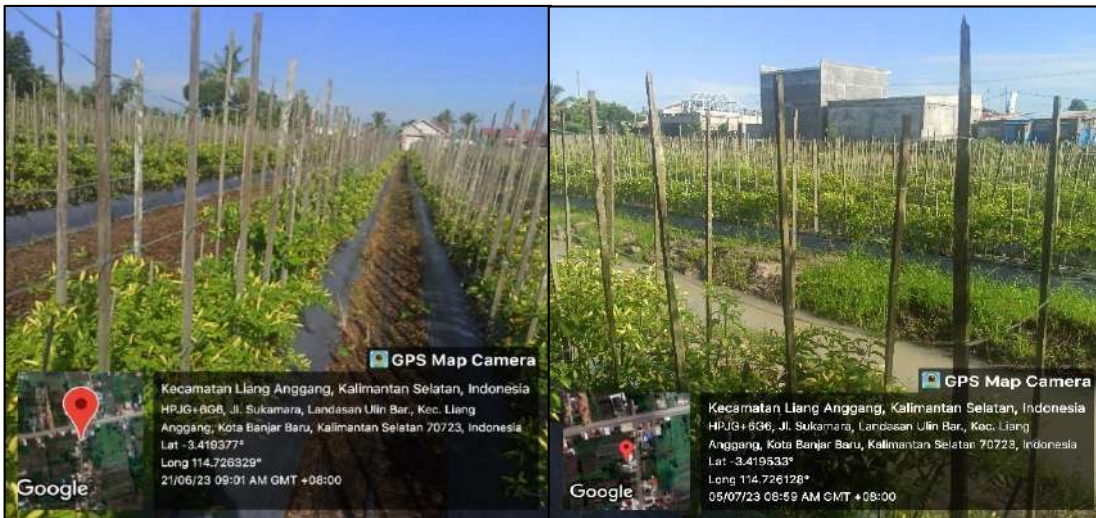 GPS Map Camera
Kecamatan Liang Anggang, Kalimantan Selatan, Indonesia
HPJG+6G6, Jl. Sukamara, Landasan Ulin Bar., Kec. Liang
Anggang, Kota Banjar Baru, Kalimantan Selatan 70723, Indonesia
Lat -3.419377°
Long 114.726329°
21/06/23 09:01 AM GMT +08:00
Google
GPS Map Camera
Kecamatan Liang Anggang, Kalimantan Selatan, Indonesia
HPJG+6G6, Jl. Sukamara, Landasan Ulin Bar., Kec. Liang
Anggang, Kota Banjar Baru, Kalimantan Selatan 70723, Indonesia
Lat -3.419533°
Long 114.726128°
05/07/23 08:59 AM GMT +08:00
Google